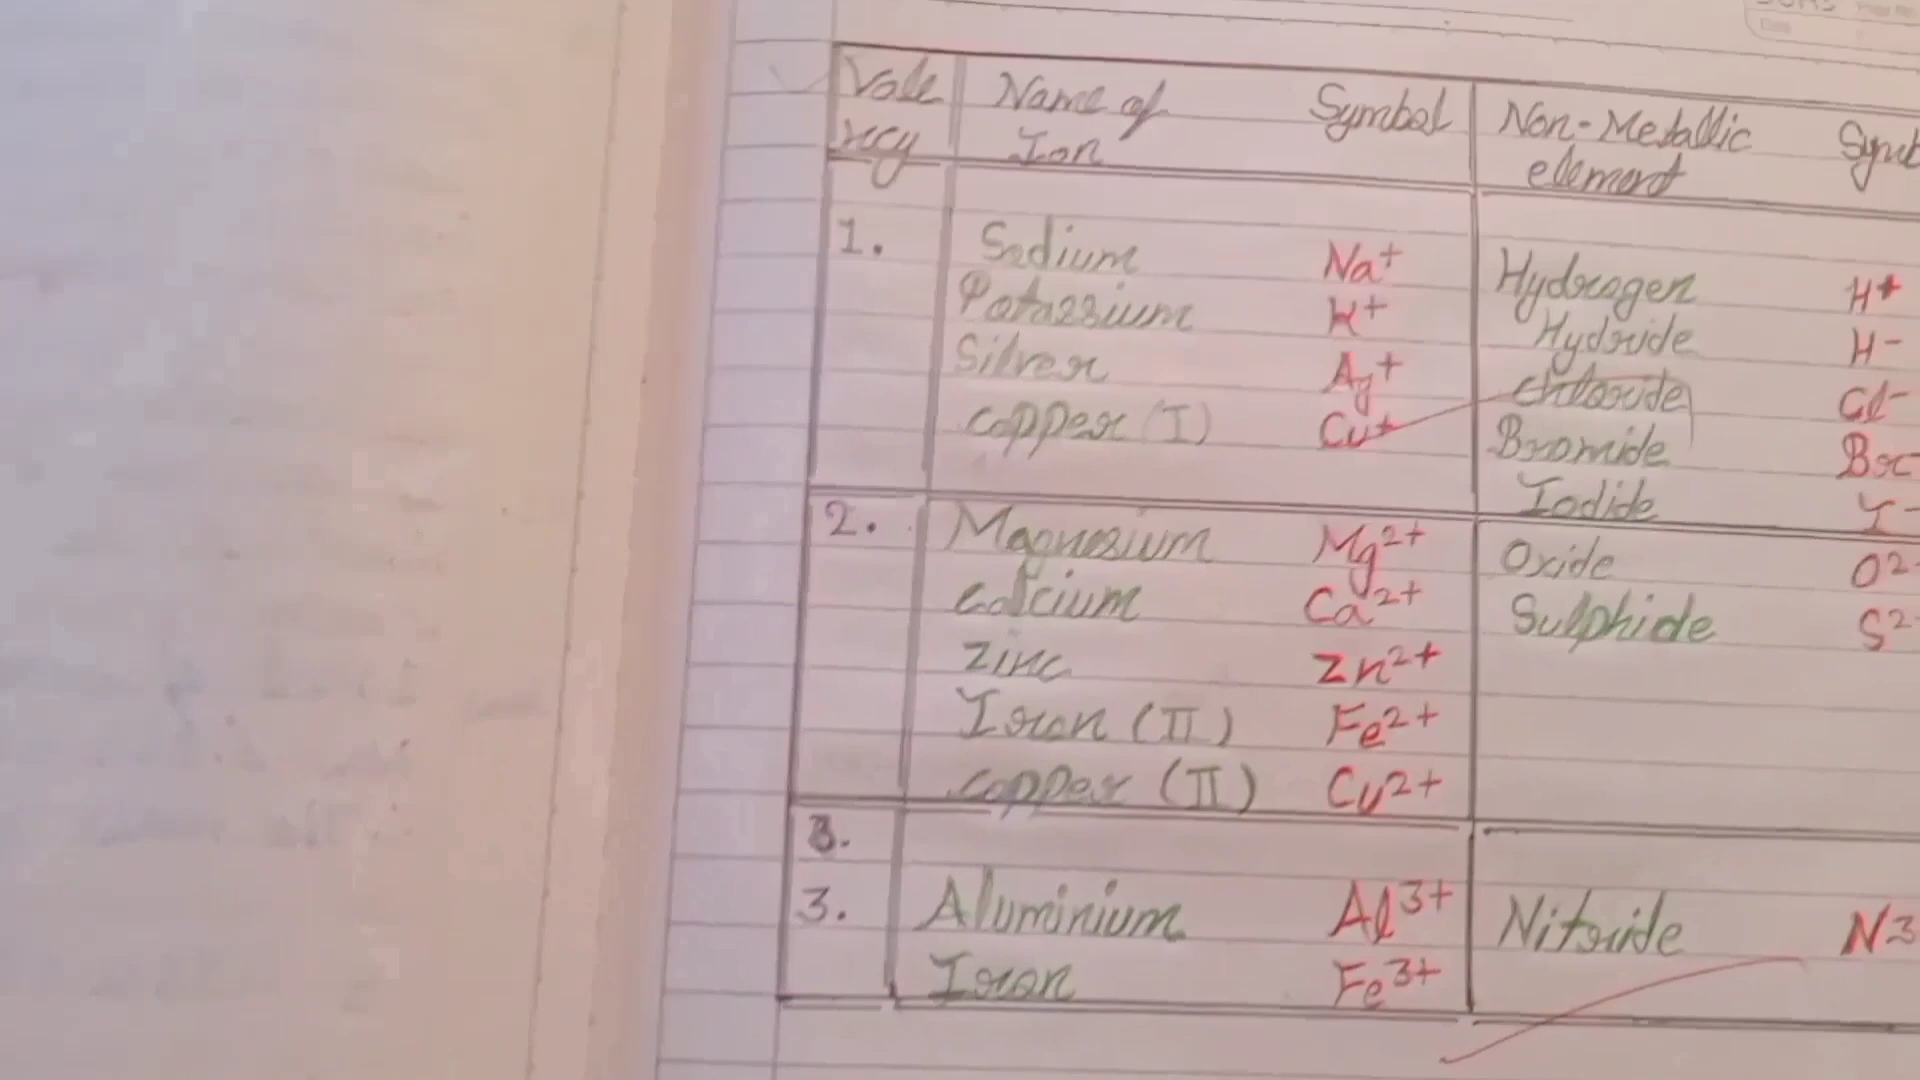 Vale Name of Symbol Non-Metallic
ncy Ion element
1. Sodium Na+ Hydrogen H+
Potassium K+ Hydride H-
Silver Ag+ Chloride Cl-
Copper (I) Cu+ Bromide Br-
Iodide I-
2. Magnesium Mg2+ Oxide O2-
Calcium Ca2+ Sulphide S2-
Zinc Zn2+
Iron (II) Fe2+
Copper (II) Cu2+
3.
3. Aluminium Al3+ Nitride N3
Iron Fe3+